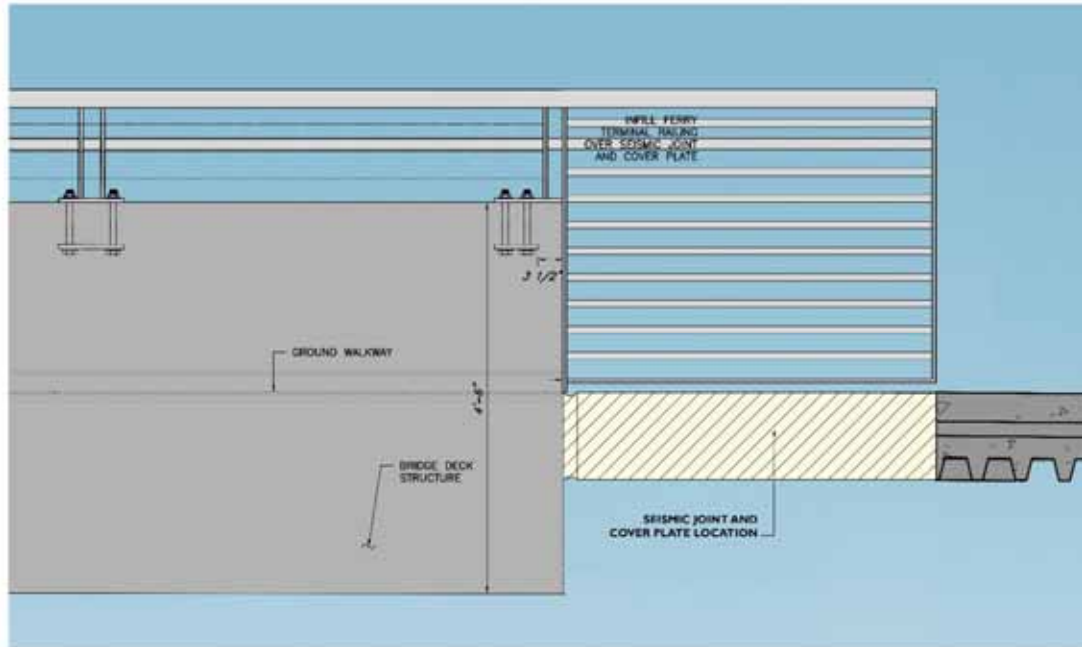 INFILL FERRY
TERMINAL RAILING
OVER SEISMIC JOINT
AND COVER PLATE
3 1/2"
GROUND WALKWAY
BRIDGE DECK
STRUCTURE
SEISMIC JOINT AND
COVER PLATE LOCATION